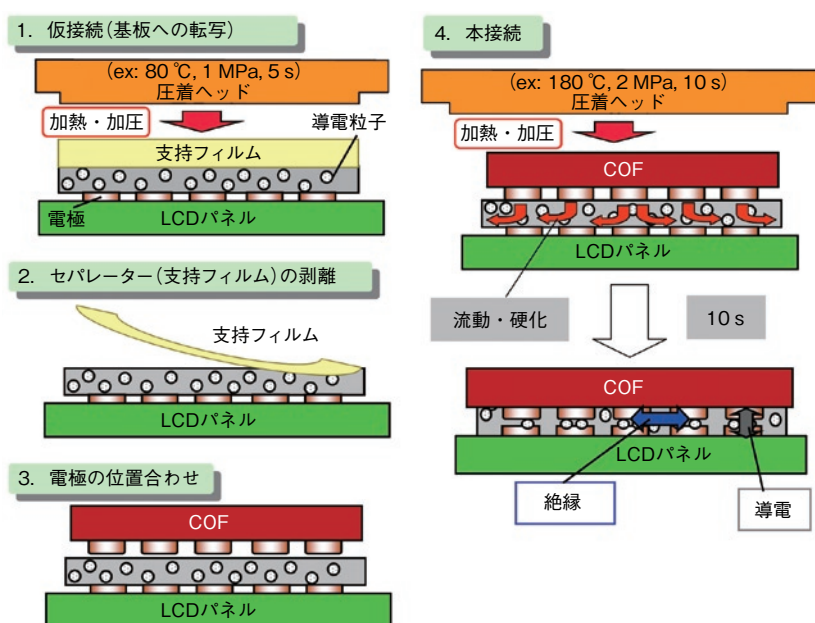 1. 仮接続(基板への転写)
(ex: 80 ℃, 1 MPa, 5 s)
圧着ヘッド
加熱・加圧
導電粒子
支持フィルム
電極
LCDパネル
2. セパレーター(支持フィルム)の剥離
支持フィルム
LCDパネル
3. 電極の位置合わせ
COF
LCDパネル
4. 本接続
(ex: 180 ℃, 2 MPa, 10 s)
圧着ヘッド
加熱・加圧
COF
LCDパネル
流動・硬化
10 s
COF
LCDパネル
絶縁
導電